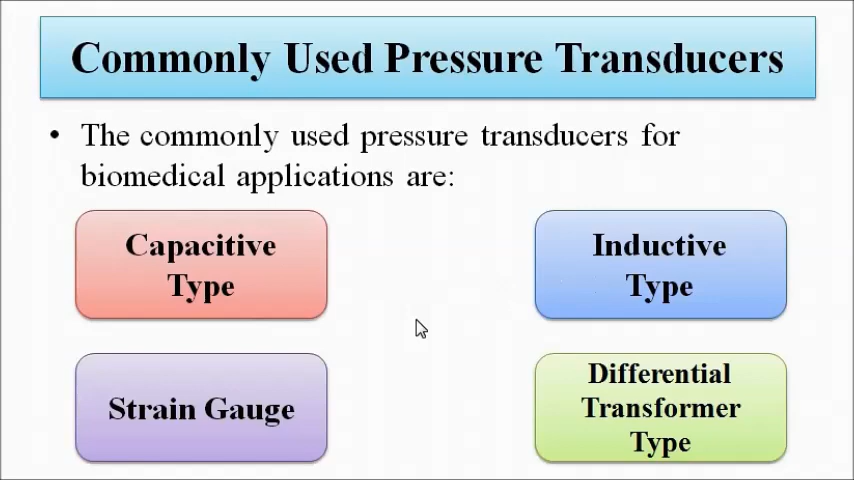 Commonly Used Pressure Transducers
• The commonly used pressure transducers for
biomedical applications are:
Capacitive
Type
Inductive
Type
Strain Gauge
Differential
Transformer
Type